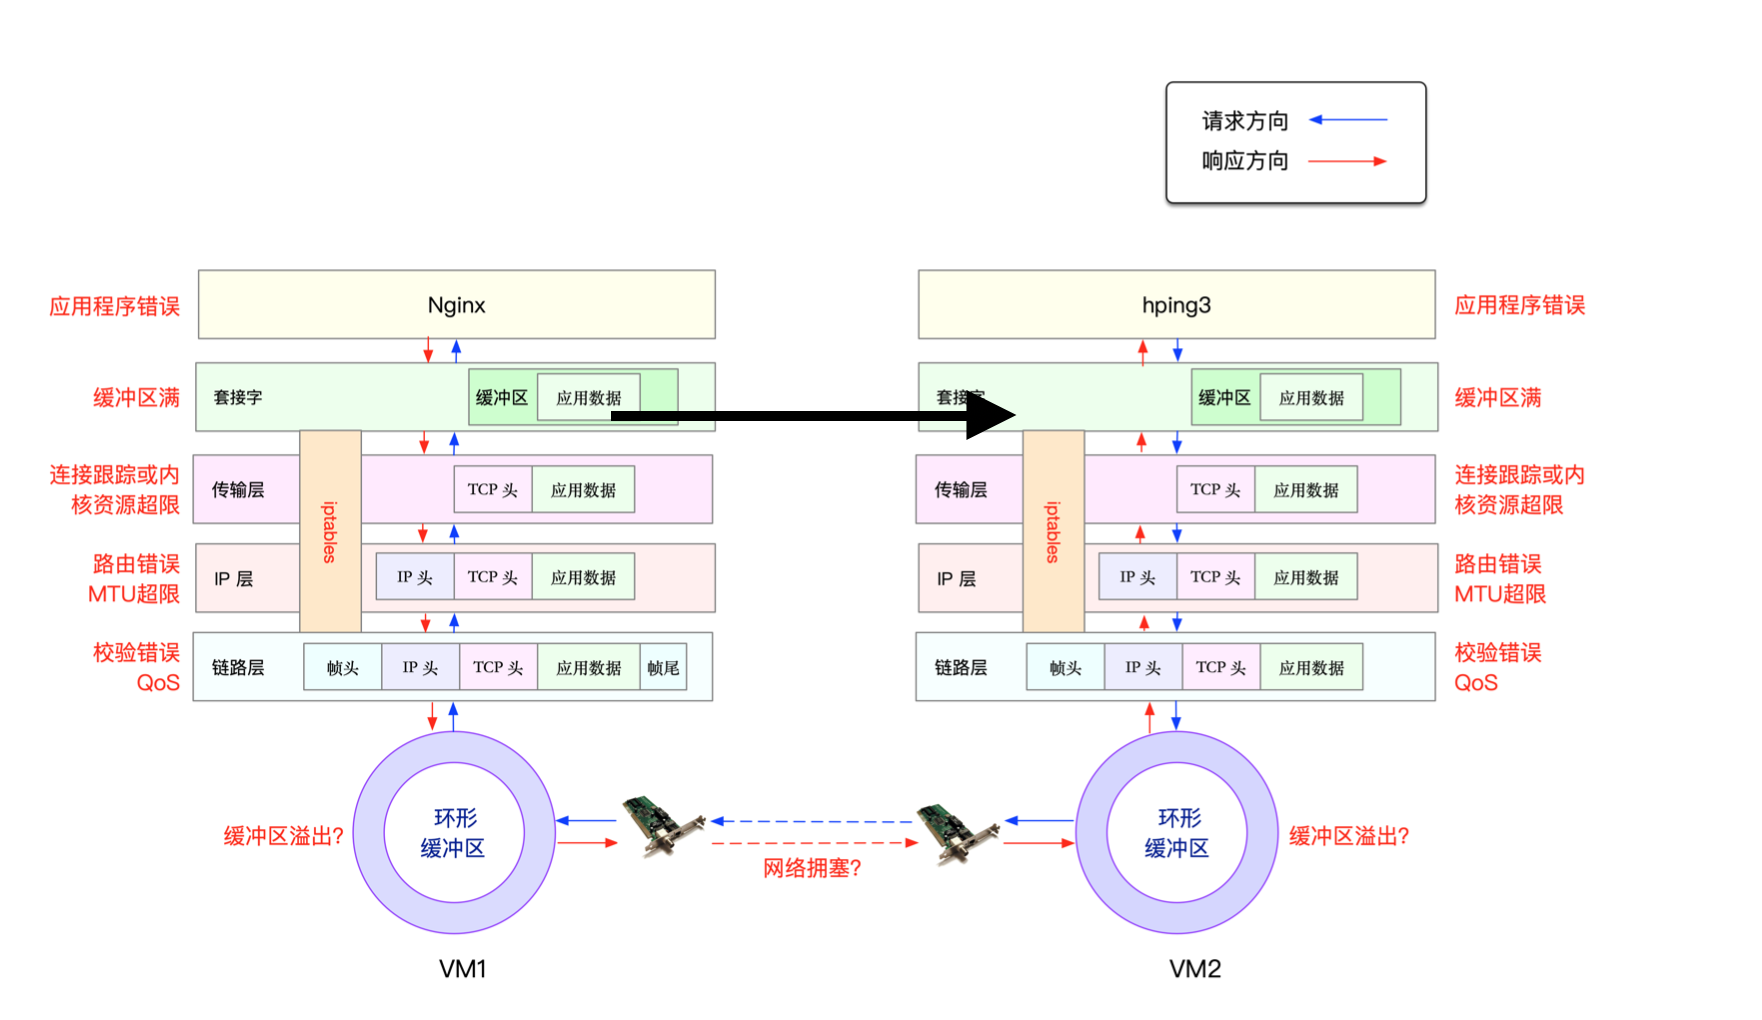 请求方向
响应方向
应用程序错误
Nginx
hping3
应用程序错误
缓冲区满
套接字
缓冲区
应用数据
套接字
缓冲区
应用数据
缓冲区满
连接跟踪或内
核资源超限
传输层
TCP 头
应用数据
传输层
TCP 头
应用数据
连接跟踪或内
核资源超限
iptables
iptables
路由错误
MTU超限
IP 层
IP 头
TCP 头
应用数据
IP 层
IP 头
TCP 头
应用数据
路由错误
MTU超限
校验错误
QoS
链路层
帧头
IP 头
TCP 头
应用数据
帧尾
链路层
帧头
IP 头
TCP 头
应用数据
校验错误
QoS
缓冲区溢出?
环形
缓冲区
网络拥塞?
环形
缓冲区
缓冲区溢出?
VM1
VM2